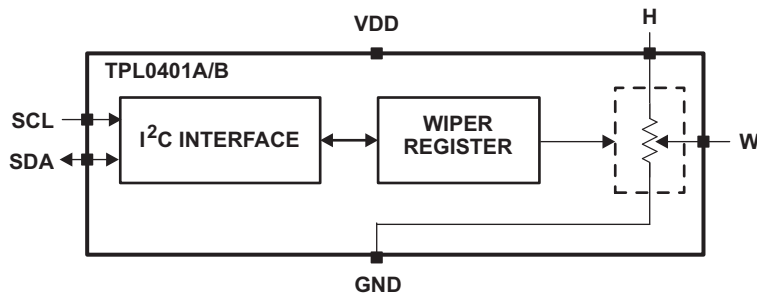 VDD
H
TPL0401A/B
SCL
SDA
I2C INTERFACE
WIPER
REGISTER
W
GND